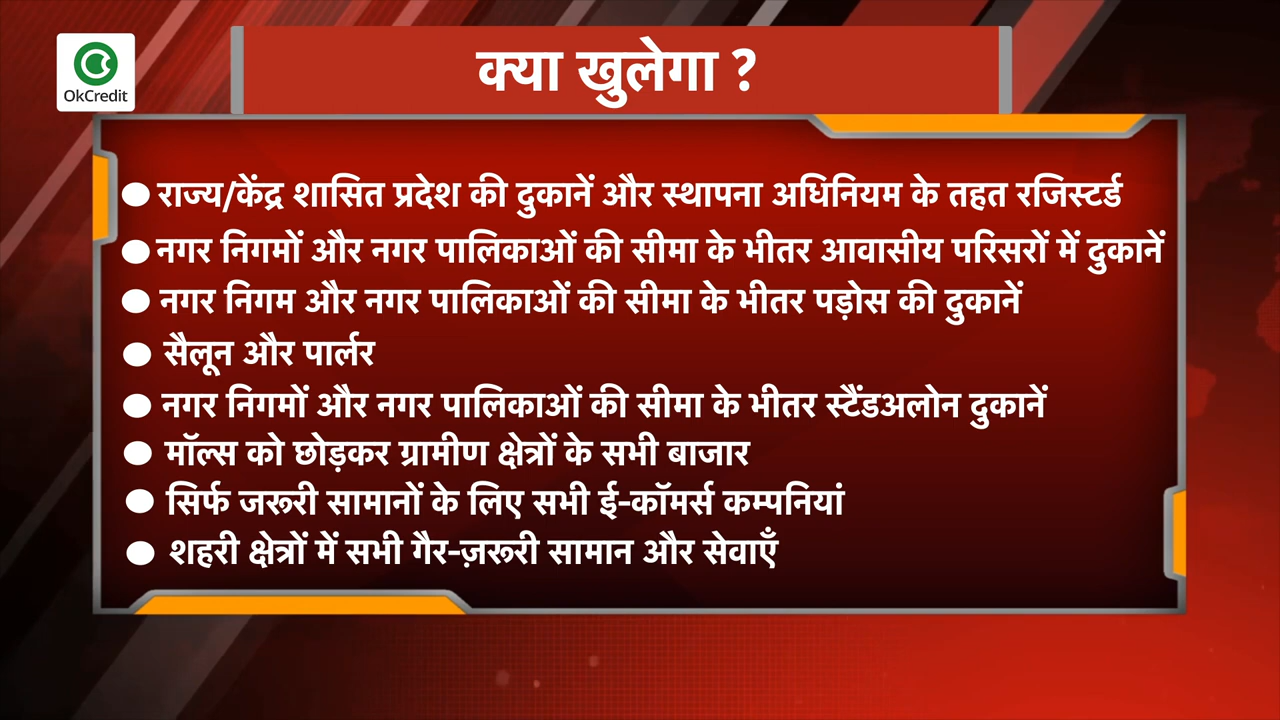 OkCredit
क्या खुलेगा ?
राज्य/केंद्र शासित प्रदेश की दुकानें और स्थापना अधिनियम के तहत रजिस्टर्ड
नगर निगमों और नगर पालिकाओं की सीमा के भीतर आवासीय परिसरों में दुकानें
नगर निगम और नगर पालिकाओं की सीमा के भीतर पड़ोस की दुकानें
सैलून और पार्लर
नगर निगमों और नगर पालिकाओं की सीमा के भीतर स्टैंडअलोन दुकानें
मॉल्स को छोड़कर ग्रामीण क्षेत्रों के सभी बाजार
सिर्फ जरूरी सामानों के लिए सभी ई-कॉमर्स कम्पनियां
शहरी क्षेत्रों में सभी गैर-ज़रूरी सामान और सेवाएँ